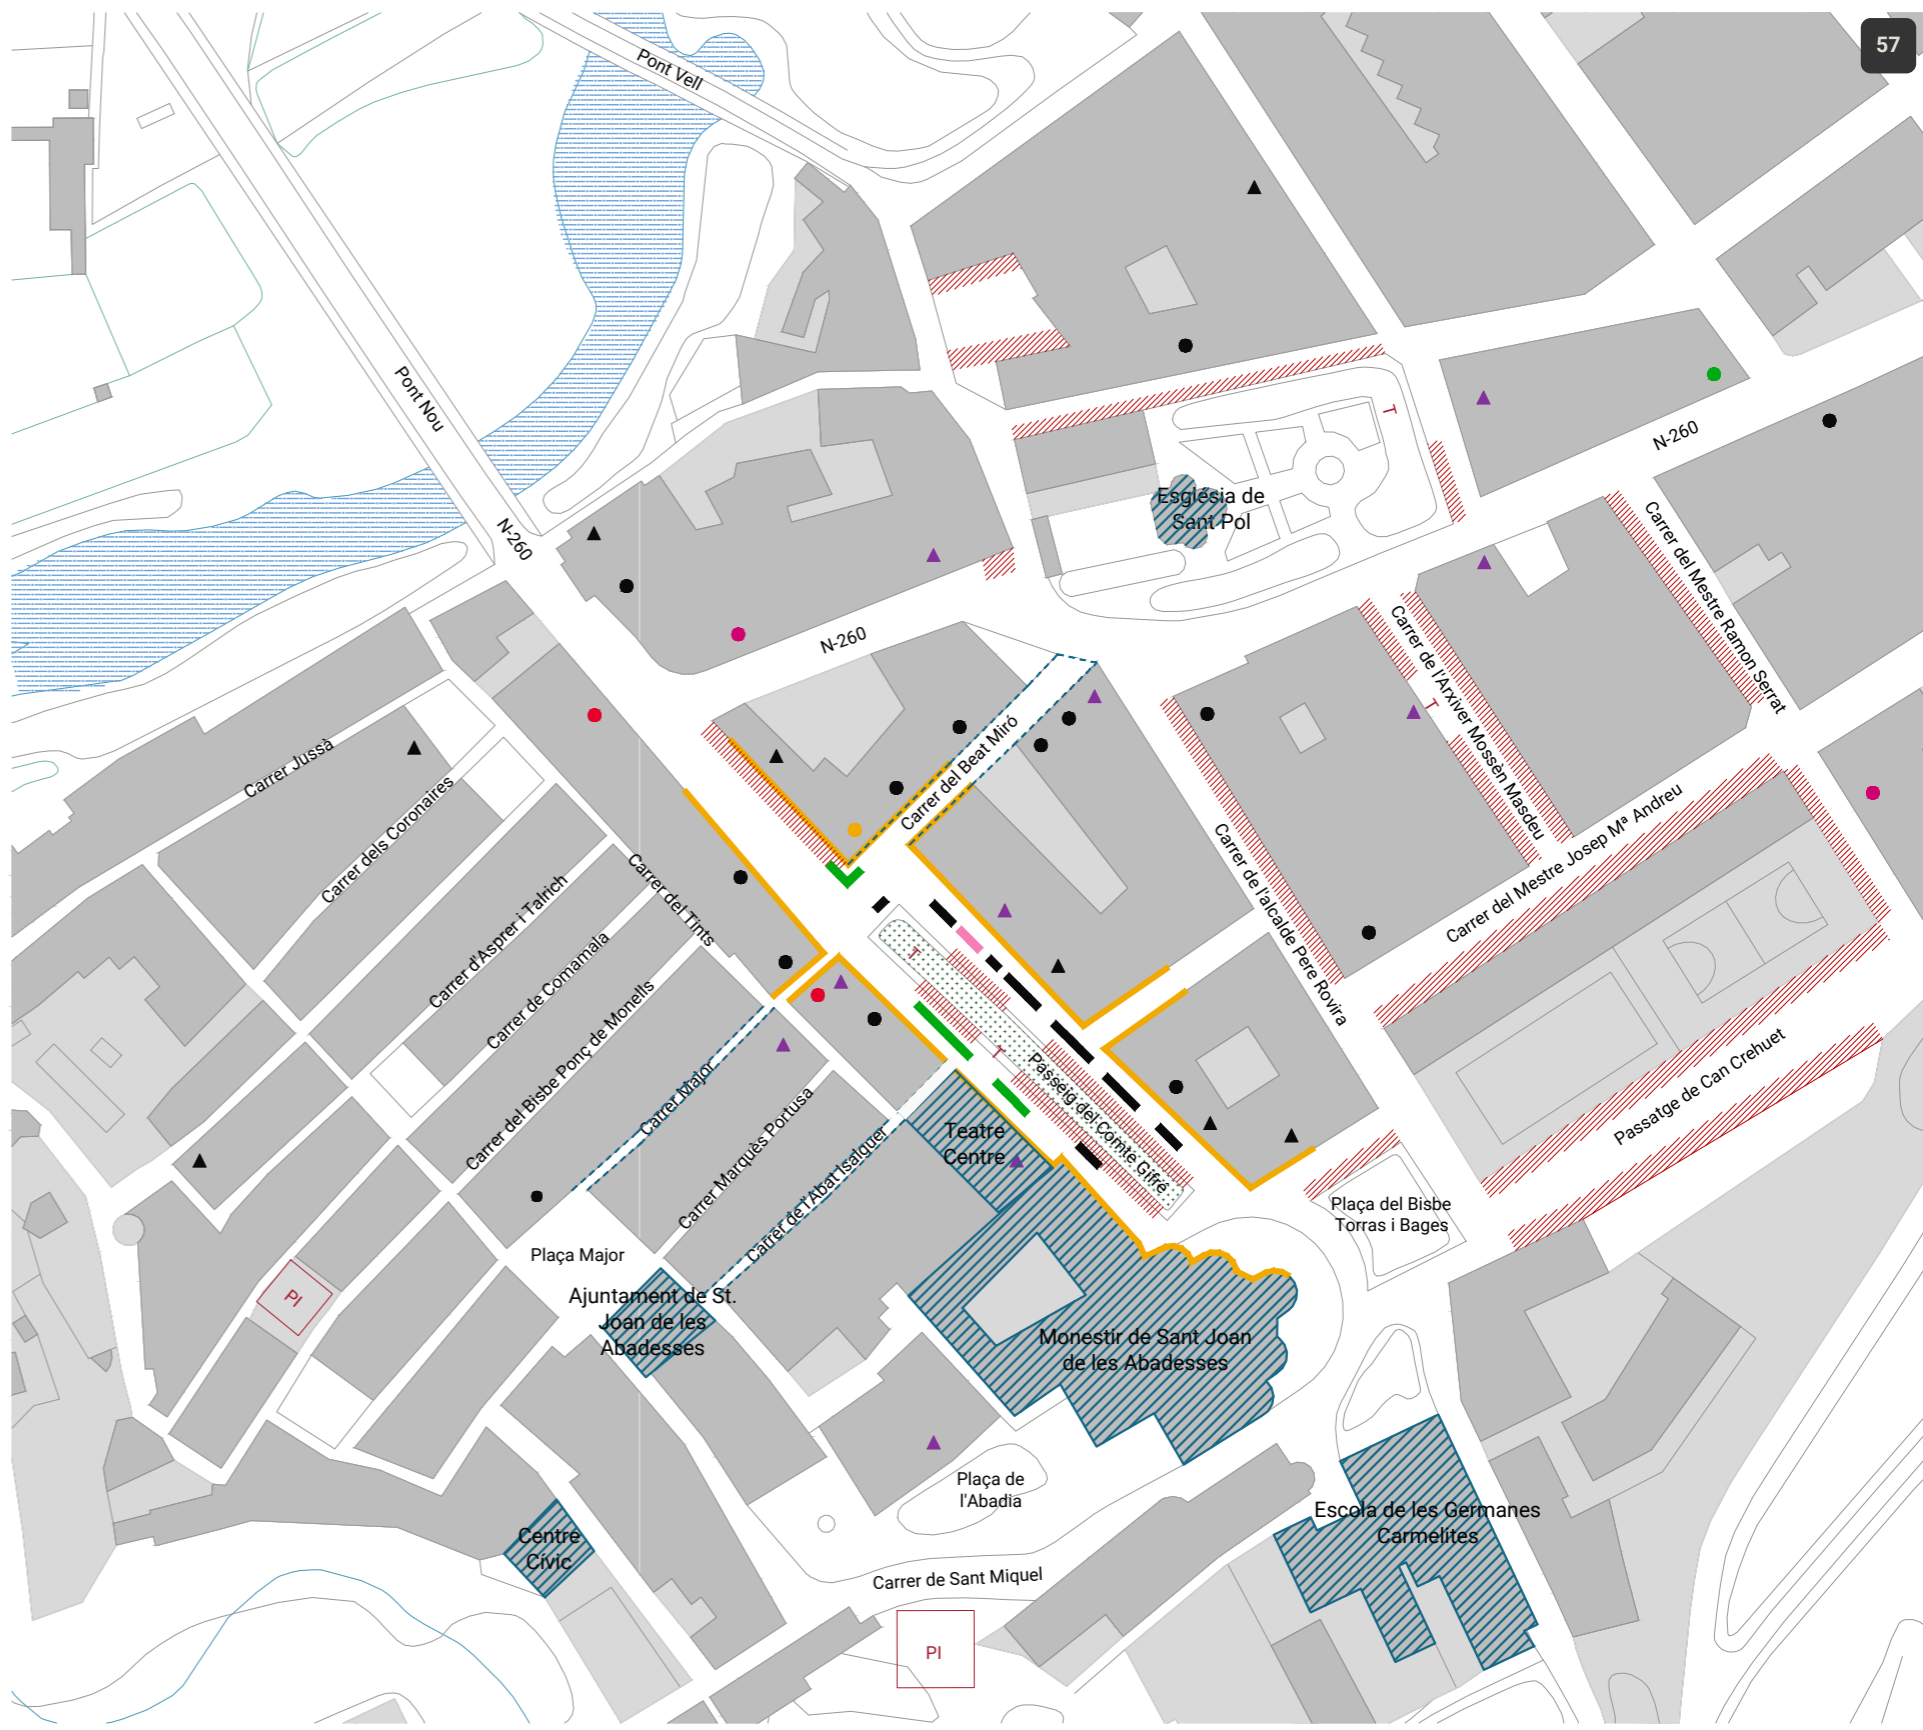 57
Pont Vell
Pont Nou
N-260
N-260
N-260
T
Església de
Sant Pol
Carrer del Mestre Ramon Serrat
Carrer de l'Arxiver Mossèn Masdeu
T
Carrer del Beat Miró
Carrer Jussà
Carrer dels Coronaires
Carrer d'Asprer i Talrich
Carrer del Tints
Carrer de Comamala
Carrer del Bisbe Ponç de Monells
Carrer de l'alcalde Pere Rovira
Carrer del Mestre Josep Mª Andreu
T
T
Passeig del Comte Gifré
Passatge de Can Crehuet
Carrer Major
Carrer Marquès Portusa
Carrer de l'Abat Isalguer
Teatre
Centre
Plaça del Bisbe
Torras i Bages
Plaça Major
PI
Ajuntament de St.
Joan de les
Abadesses
Monestir de Sant Joan
de les Abadesses
Plaça de
l'Abadia
Escola de les Germanes
Carmelites
Centre
Cívic
Carrer de Sant Miquel
PI